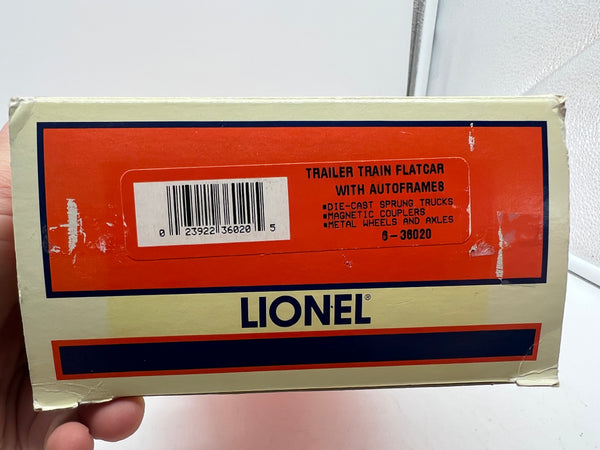 TRAILER TRAIN FLATCAR
WITH AUTOFRAMES
*DIE-CAST SPRUNG TRUCKS
*MAGNETIC COUPLERS
*METAL WHEELS AND AXLES
6-36020
0 23922 36020 5
LIONEL®